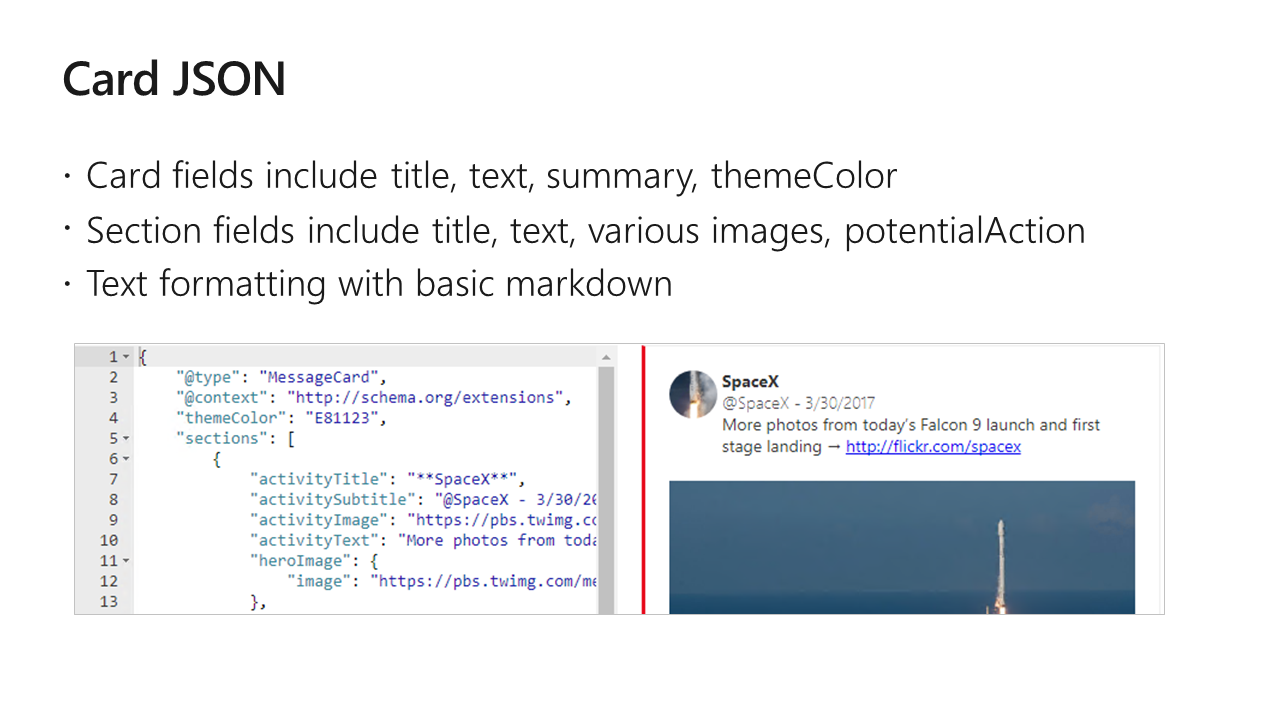 Card JSON
· Card fields include title, text, summary, themeColor
· Section fields include title, text, various images, potentialAction
· Text formatting with basic markdown
1 {
2 "@type": "MessageCard",
3 "@context": "http://schema.org/extensions",
4 "themeColor": "E81123",
5 "sections": [
6 {
7 "activityTitle": "**SpaceX**",
8 "activitySubtitle": "@SpaceX - 3/30/20
9 "activityImage": "https://pbs.twimg.co
10 "activityText": "More photos from toda
11 "heroImage": {
12 "image": "https://pbs.twimg.com/me
13 },
SpaceX
@SpaceX - 3/30/2017
More photos from today's Falcon 9 launch and first
stage landing → http://flickr.com/spacex